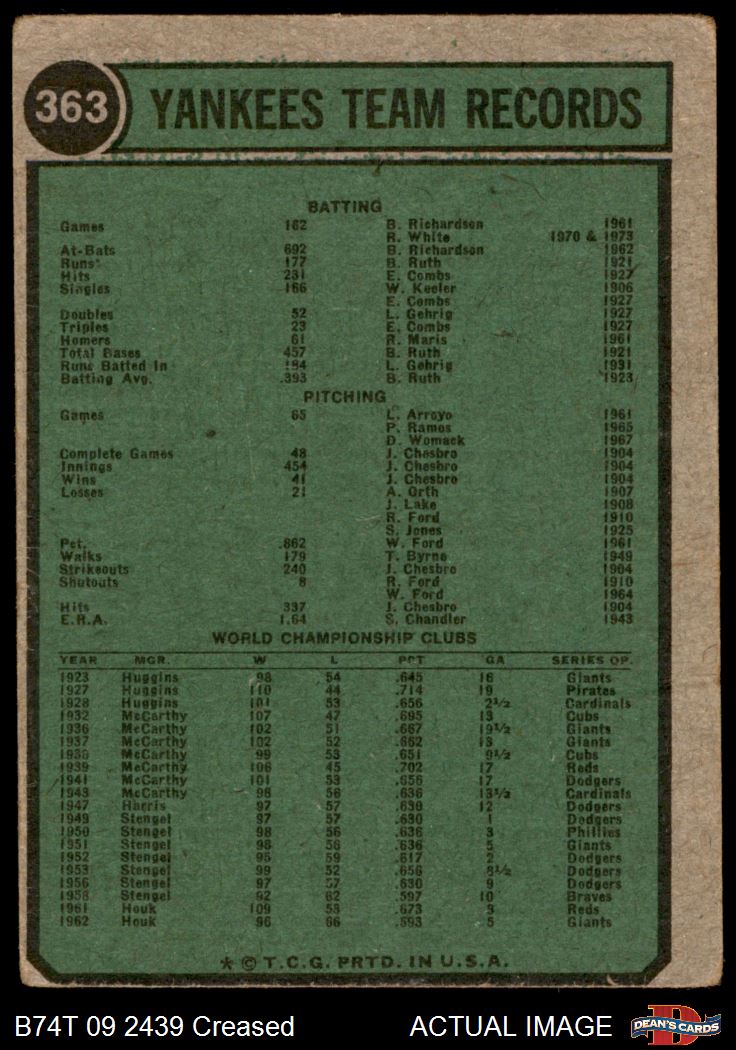 363 YANKEES TEAM RECORDS
BATTING
Games 162 B. Richardson 1961
R. White 1970 & 1973
At-Bats 692 B. Richardson 1962
Runs 177 B. Ruth 1921
Hits 231 E. Combs 1927
Singles 166 W. Keeler 1906
E. Combs 1927
Doubles 52 L. Gehrig 1927
Triples 23 E. Combs 1927
Homers 61 R. Maris 1961
Total Bases 457 B. Ruth 1921
Runs Batted In 184 L. Gehrig 1931
Batting Avg. .393 B. Ruth 1923
PITCHING
Games 65 L. Arroyo 1961
P. Ramos 1965
D. Womack 1967
Complete Games 48 J. Chesbro 1904
Innings 454 J. Chesbro 1904
Wins 41 J. Chesbro 1904
Losses 21 A. Orth 1907
J. Lake 1908
R. Ford 1910
S. Jones 1925
Pct. .862 W. Ford 1961
Walks 179 T. Byrne 1949
Strikeouts 240 J. Chesbro 1904
Shutouts 8 R. Ford 1910
W. Ford 1964
Hits 337 J. Chesbro 1904
E.R.A. 1.64 S. Chandler 1943
WORLD CHAMPIONSHIP CLUBS
YEAR MGR. W L PCT GA SERIES OP.
1923 Huggins 98 54 .645 16 Giants
1927 Huggins 110 44 .714 19 Pirates
1928 Huggins 101 53 .656 2½ Cardinals
1932 McCarthy 107 47 .695 13 Cubs
1936 McCarthy 102 51 .667 19½ Giants
1937 McCarthy 102 52 .662 13 Giants
1938 McCarthy 99 53 .651 9½ Cubs
1939 McCarthy 106 45 .702 17 Reds
1941 McCarthy 101 53 .656 17 Dodgers
1943 McCarthy 98 56 .636 13½ Cardinals
1947 Harris 97 57 .630 12 Dodgers
1949 Stengel 97 57 .630 1 Dodgers
1950 Stengel 98 56 .636 3 Phillies
1951 Stengel 98 56 .636 5 Giants
1952 Stengel 95 59 .617 2 Dodgers
1953 Stengel 99 52 .656 8½ Dodgers
1956 Stengel 97 57 .630 9 Dodgers
1958 Stengel 92 62 .597 10 Braves
1961 Houk 109 53 .673 8 Reds
1962 Houk 96 66 .593 5 Giants
* © T.C.G. PRTD. IN U.S.A.
B74T 09 2439 Creased ACTUAL IMAGE DEAN'S CARDS